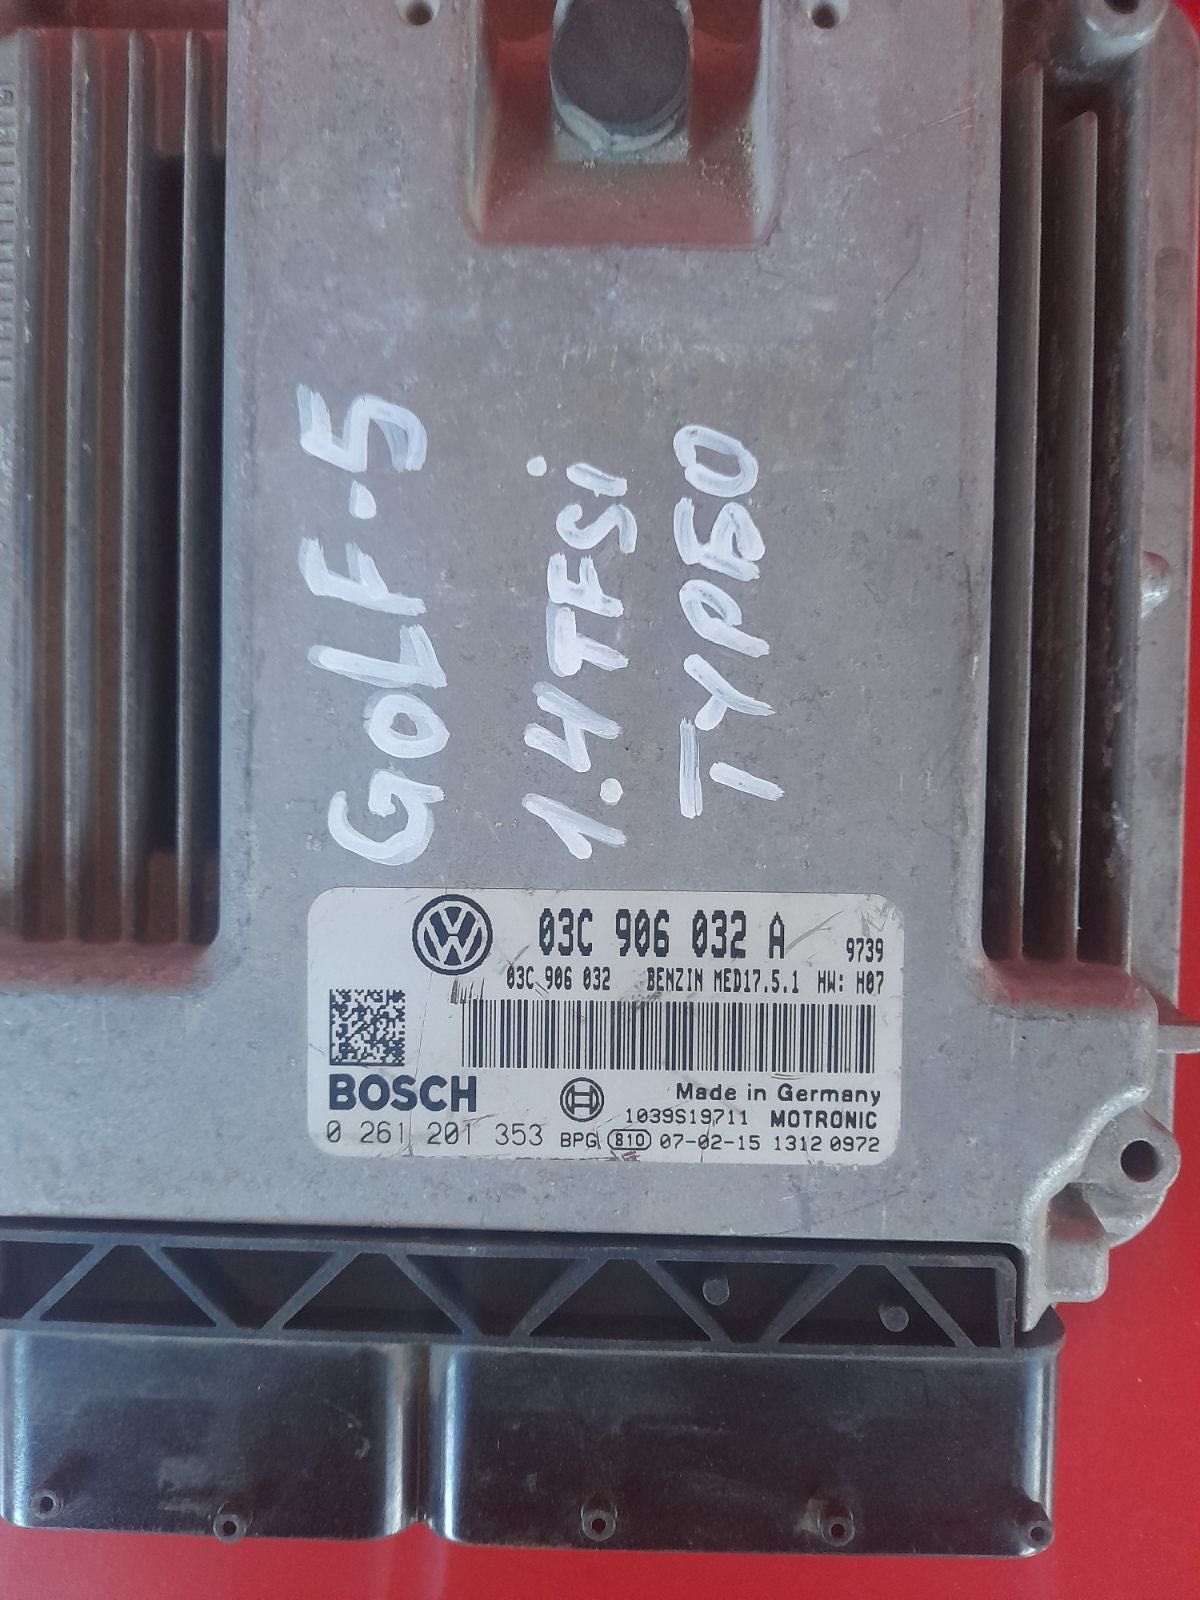 GOLF-5
1.4TFSi
ТУРБО
03C 906 032 A 9739
03C 906 032 BENZIN MED17.5.1 HW: H07
BOSCH Made in Germany
1039S19711 MOTRONIC
0 261 201 353 BPG 810 07-02-15 1312 0972